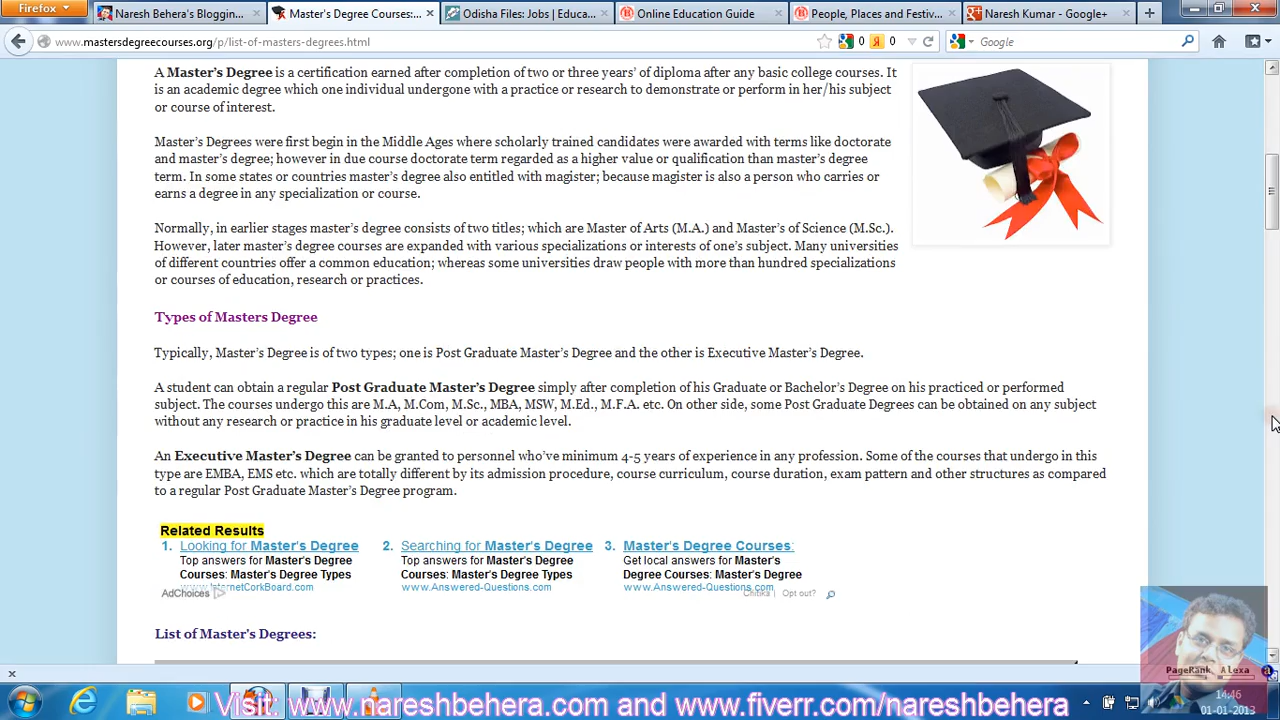 Firefox
Naresh Behera's Bloggin...
Master's Degree Courses:...
Odisha Files: Jobs | Educa...
Online Education Guide
People, Places and Festiv...
Naresh Kumar - Google+
www.mastersdegreecourses.org/p/list-of-masters-degrees.html
0
0
Google
A Master's Degree is a certification earned after completion of two or three years' of diploma after any basic college courses. It
is an academic degree which one individual undergone with a practice or research to demonstrate or perform in her/his subject
or course of interest.
Master's Degrees were first begin in the Middle Ages where scholarly trained candidates were awarded with terms like doctorate
and master's degree; however in due course doctorate term regarded as a higher value or qualification than master's degree
term. In some states or countries master's degree also entitled with magister; because magister is also a person who carries or
earns a degree in any specialization or course.
Normally, in earlier stages master's degree consists of two titles; which are Master of Arts (M.A.) and Master's of Science (M.Sc.).
However, later master's degree courses are expanded with various specializations or interests of one's subject. Many universities
of different countries offer a common education; whereas some universities draw people with more than hundred specializations
or courses of education, research or practices.
Types of Masters Degree
Typically, Master's Degree is of two types; one is Post Graduate Master's Degree and the other is Executive Master's Degree.
A student can obtain a regular Post Graduate Master's Degree simply after completion of his Graduate or Bachelor's Degree on his practiced or performed
subject. The courses undergo this are M.A, M.Com, M.Sc., MBA, MSW, M.Ed., M.F.A. etc. On other side, some Post Graduate Degrees can be obtained on any subject
without any research or practice in his graduate level or academic level.
An Executive Master's Degree can be granted to personnel who've minimum 4-5 years of experience in any profession. Some of the courses that undergo in this
type are EMBA, EMS etc. which are totally different by its admission procedure, course curriculum, course duration, exam pattern and other structures as compared
to a regular Post Graduate Master's Degree program.
Related Results
1. Looking for Master's Degree
Top answers for Master's Degree
Courses: Master's Degree Types
www.InternetCorkBoard.com
2. Searching for Master's Degree
Top answers for Master's Degree
Courses: Master's Degree Types
www.Answered-Questions.com
3. Master's Degree Courses:
Get local answers for Master's
Degree Courses: Master's Degree
www.Answered-Questions.com
AdChoices
Chitika | Opt out?
List of Master's Degrees:
PageRank Alexa
Visit: www.nareshbehera.com and www.fiverr.com/nareshbehera
14:46
01-01-2013